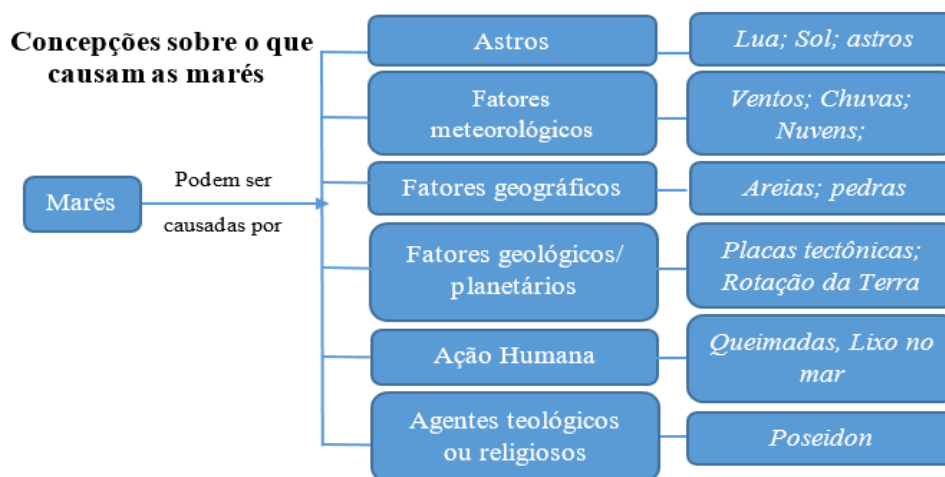 Concepções sobre o que
causam as marés
Marés
Podem ser
causadas por
Astros
Lua; Sol; astros
Fatores
meteorológicos
Ventos; Chuvas;
Nuvens;
Fatores geográficos
Areias; pedras
Fatores geológicos/
planetários
Placas tectônicas;
Rotação da Terra
Ação Humana
Queimadas, Lixo no
mar
Agentes teológicos
ou religiosos
Poseidon